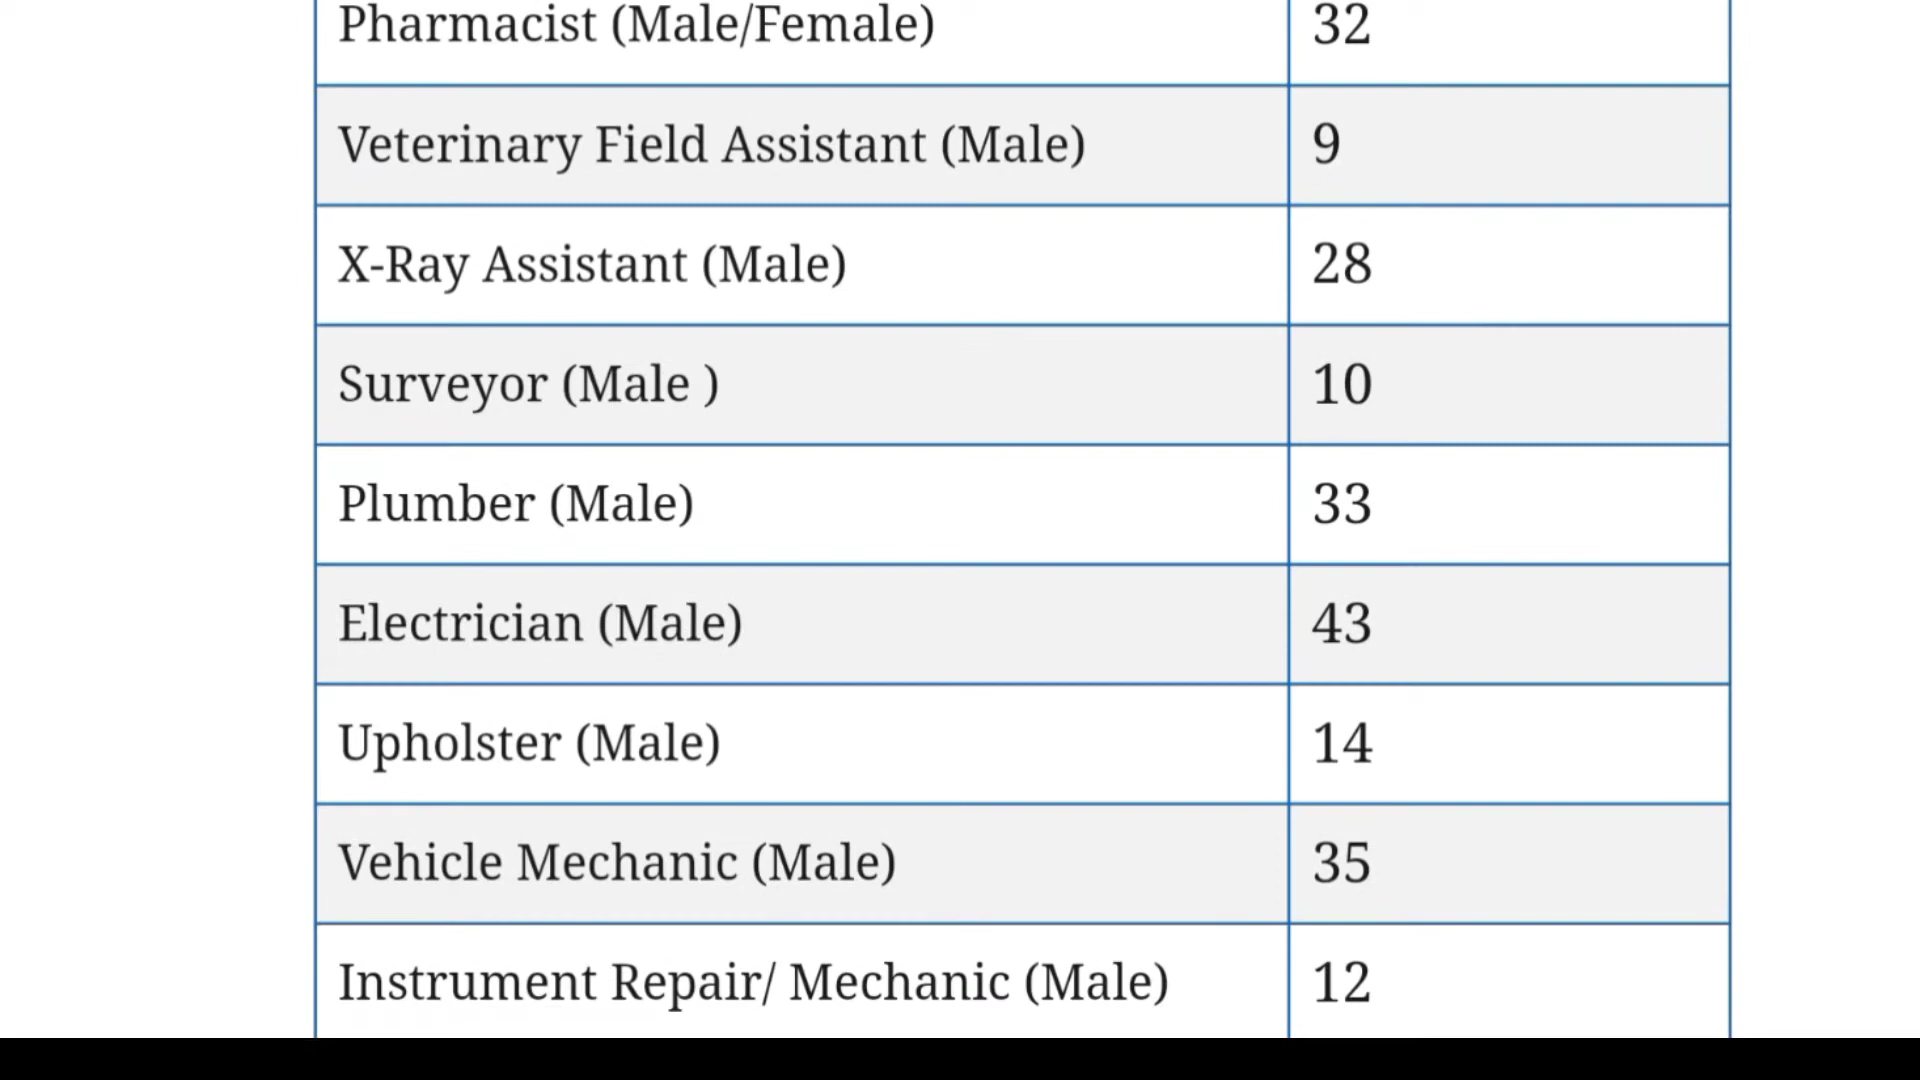 Pharmacist (Male/Female) 32
Veterinary Field Assistant (Male) 9
X-Ray Assistant (Male) 28
Surveyor (Male ) 10
Plumber (Male) 33
Electrician (Male) 43
Upholster (Male) 14
Vehicle Mechanic (Male) 35
Instrument Repair/ Mechanic (Male) 12